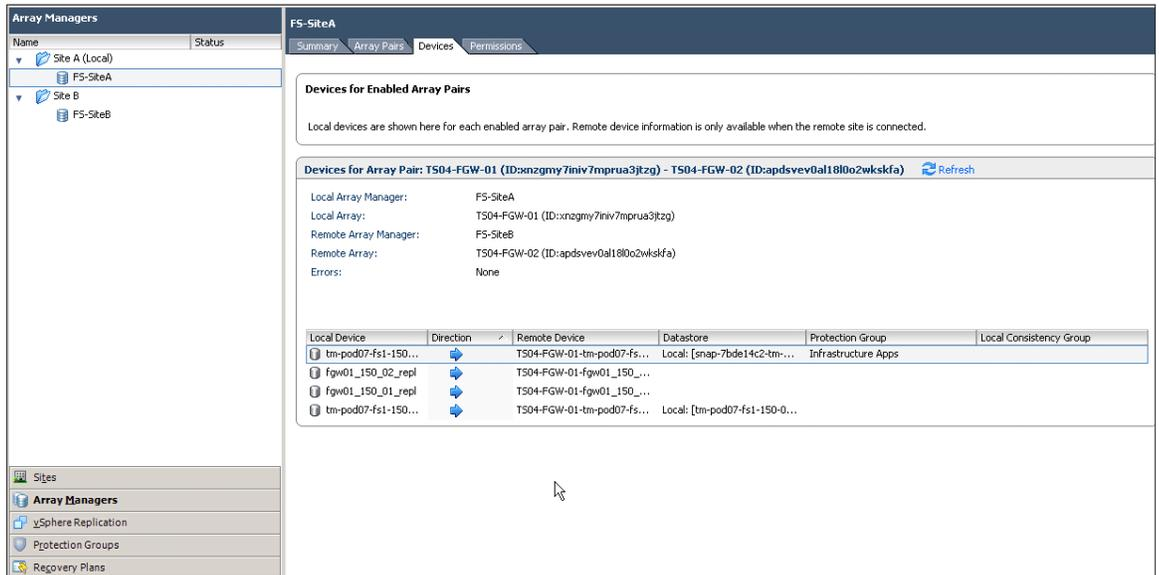 Array Managers
Name Status
Site A (Local)
FS-SiteA
Site B
FS-SiteB
Sites
Array Managers
vSphere Replication
Protection Groups
Recovery Plans
FS-SiteA
Summary Array Pairs Devices Permissions
Devices for Enabled Array Pairs
Local devices are shown here for each enabled array pair. Remote device information is only available when the remote site is connected.
Devices for Array Pair: TS04-FGW-01 (ID:xnzgmy7iniv7mprua3jtzg) - TS04-FGW-02 (ID:apdsvev0al18l0o2wkskfa) Refresh
Local Array Manager: FS-SiteA
Local Array: TS04-FGW-01 (ID:xnzgmy7iniv7mprua3jtzg)
Remote Array Manager: FS-SiteB
Remote Array: TS04-FGW-02 (ID:apdsvev0al18l0o2wkskfa)
Errors: None
Local Device Direction Remote Device Datastore Protection Group Local Consistency Group
tm-pod07-fs1-150... TS04-FGW-01-tm-pod07-fs... Local: [snap-7bde14c2-tm-... Infrastructure Apps
fgw01_150_02_repl TS04-FGW-01-fgw01_150_...
fgw01_150_01_repl TS04-FGW-01-fgw01_150_...
tm-pod07-fs1-150... TS04-FGW-01-tm-pod07-fs... Local: [tm-pod07-fs1-150-0...